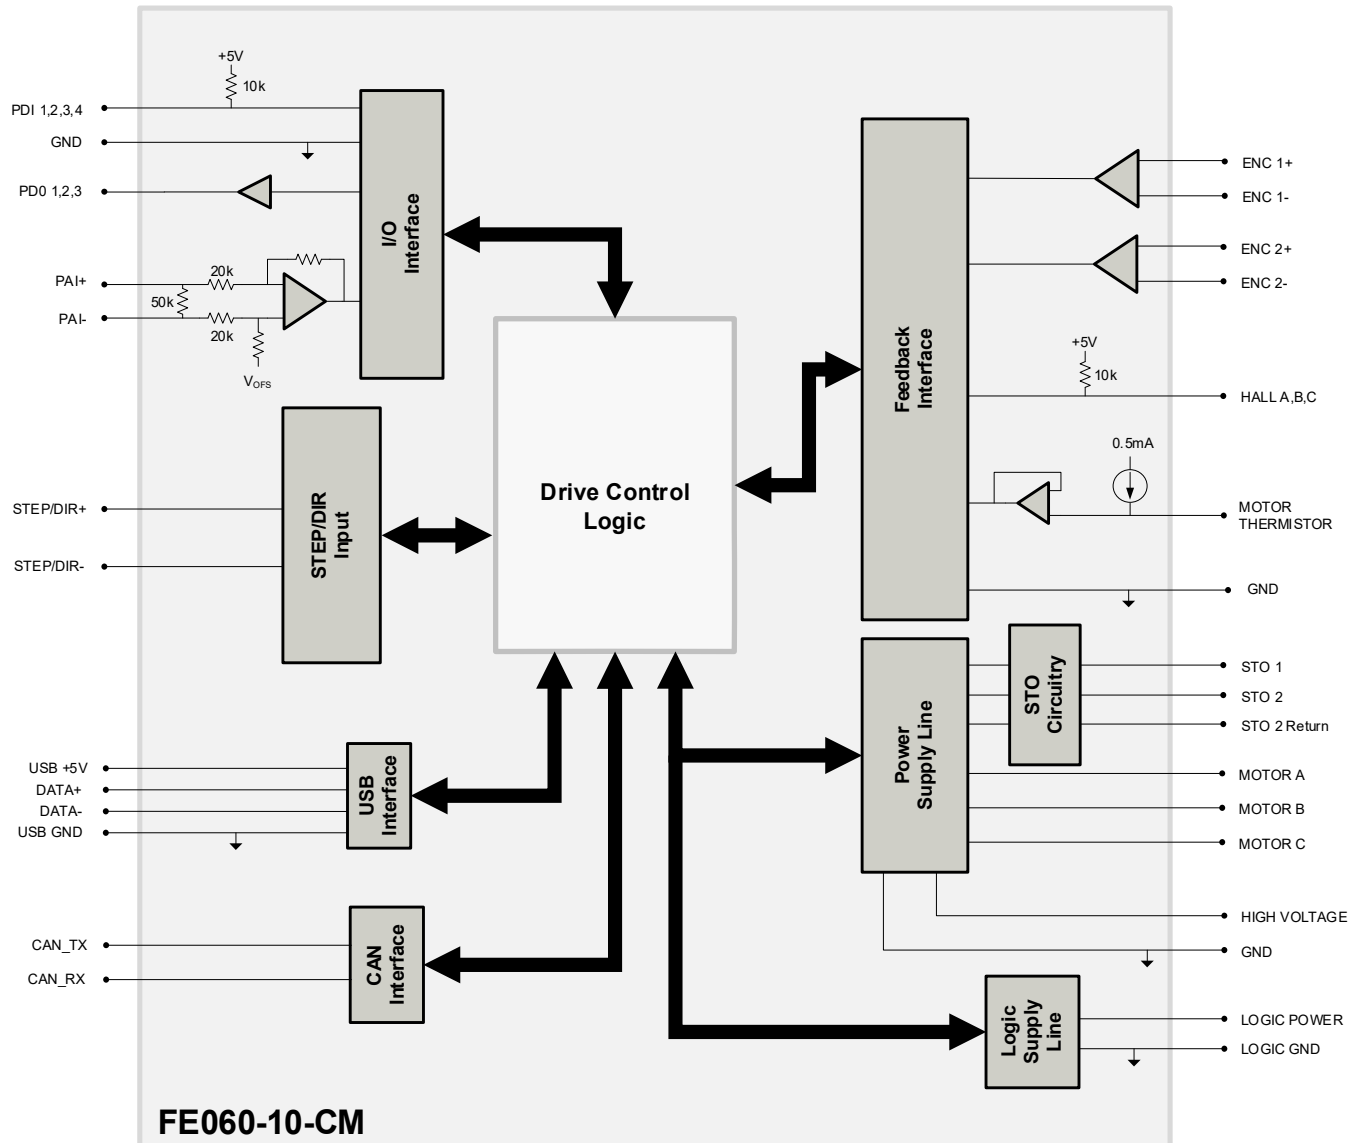 +5V
10k
PDI 1,2,3,4
GND
PD0 1,2,3
PAI+
20k
50k
PAI-
20k
VOFS
I/O
Interface
STEP/DIR+
STEP/DIR-
STEP/DIR
Input
USB +5V
DATA+
DATA-
USB GND
USB
Interface
CAN_TX
CAN_RX
CAN
Interface
Drive Control
Logic
Feedback
Interface
ENC 1+
ENC 1-
ENC 2+
ENC 2-
+5V
10k
HALL A,B,C
0.5mA
MOTOR
THERMISTOR
GND
STO
Circuitry
STO 1
STO 2
STO 2 Return
Power
Supply Line
MOTOR A
MOTOR B
MOTOR C
HIGH VOLTAGE
GND
Logic
Supply
Line
LOGIC POWER
LOGIC GND
FE060-10-CM